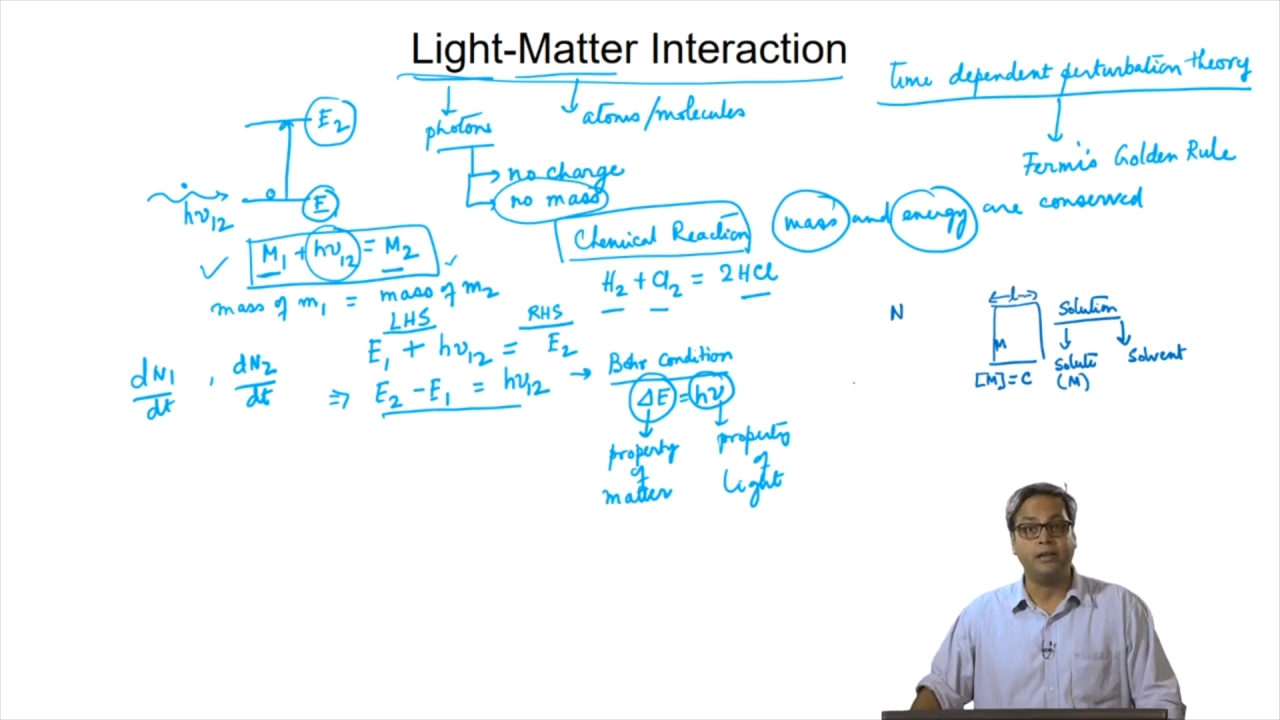 Light-Matter Interaction
Time dependent perturbation theory
Fermi's Golden Rule
photons
atoms/molecules
no charge
no mass
E₂
E
hν₁₂
M₁ + hν₁₂ = M₂
mass of m₁ = mass of m₂
Chemical Reaction
mass and energy are conserved
H₂ + Cl₂ = 2HCl
LHS
RHS
E₁ + hν₁₂ = E₂
dN₁/dt , dN₂/dt
⇒ E₂ - E₁ = hν₁₂ →
Bohr Condition
ΔE = hν
property of matter
property of light
N
l
M
[M] = C
Solution
Solute (M)
Solvent